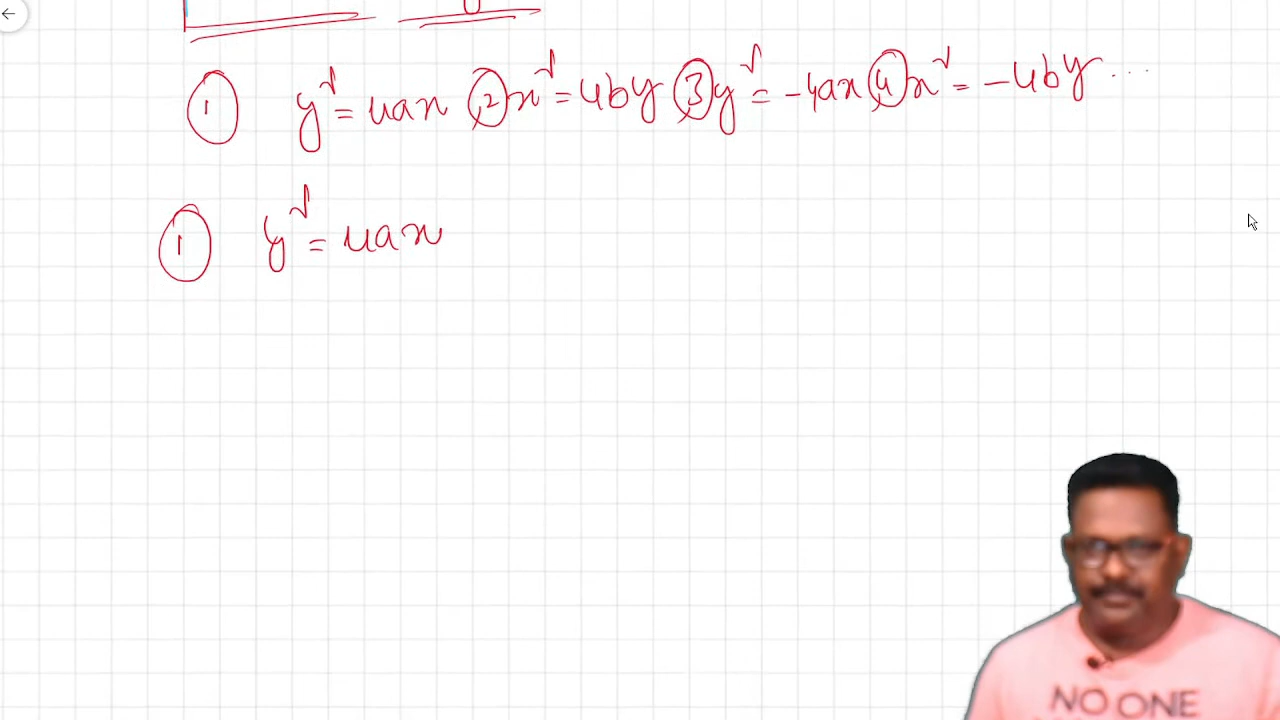 ① y² = 4ax ② x² = 4by ③ y² = -4ax ④ x² = -4by ...
① y² = 4ax
NO ONE